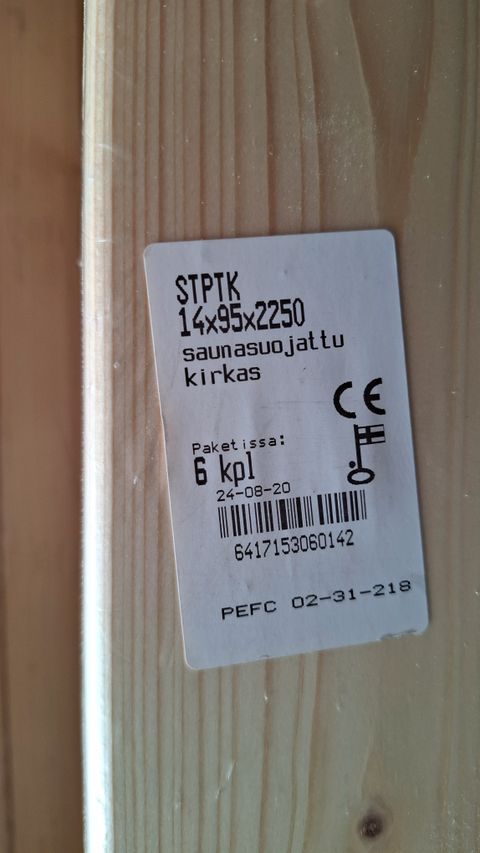 STPTK
14x95x2250
saunasuojattu
kirkas
CE
Paketissa:
6 kpl
24-08-20
6417153060142
PEFC 02-31-218